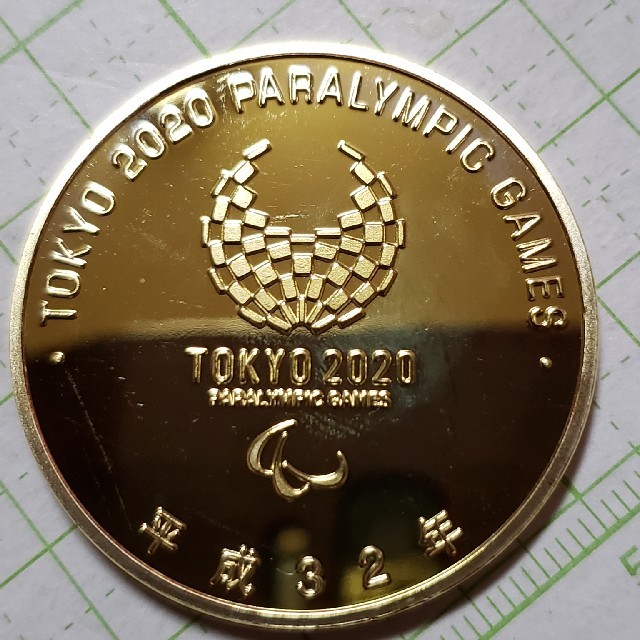 TOKYO 2020 PARALYMPIC GAMES
TOKYO 2020
PARALYMPIC GAMES
平成32年